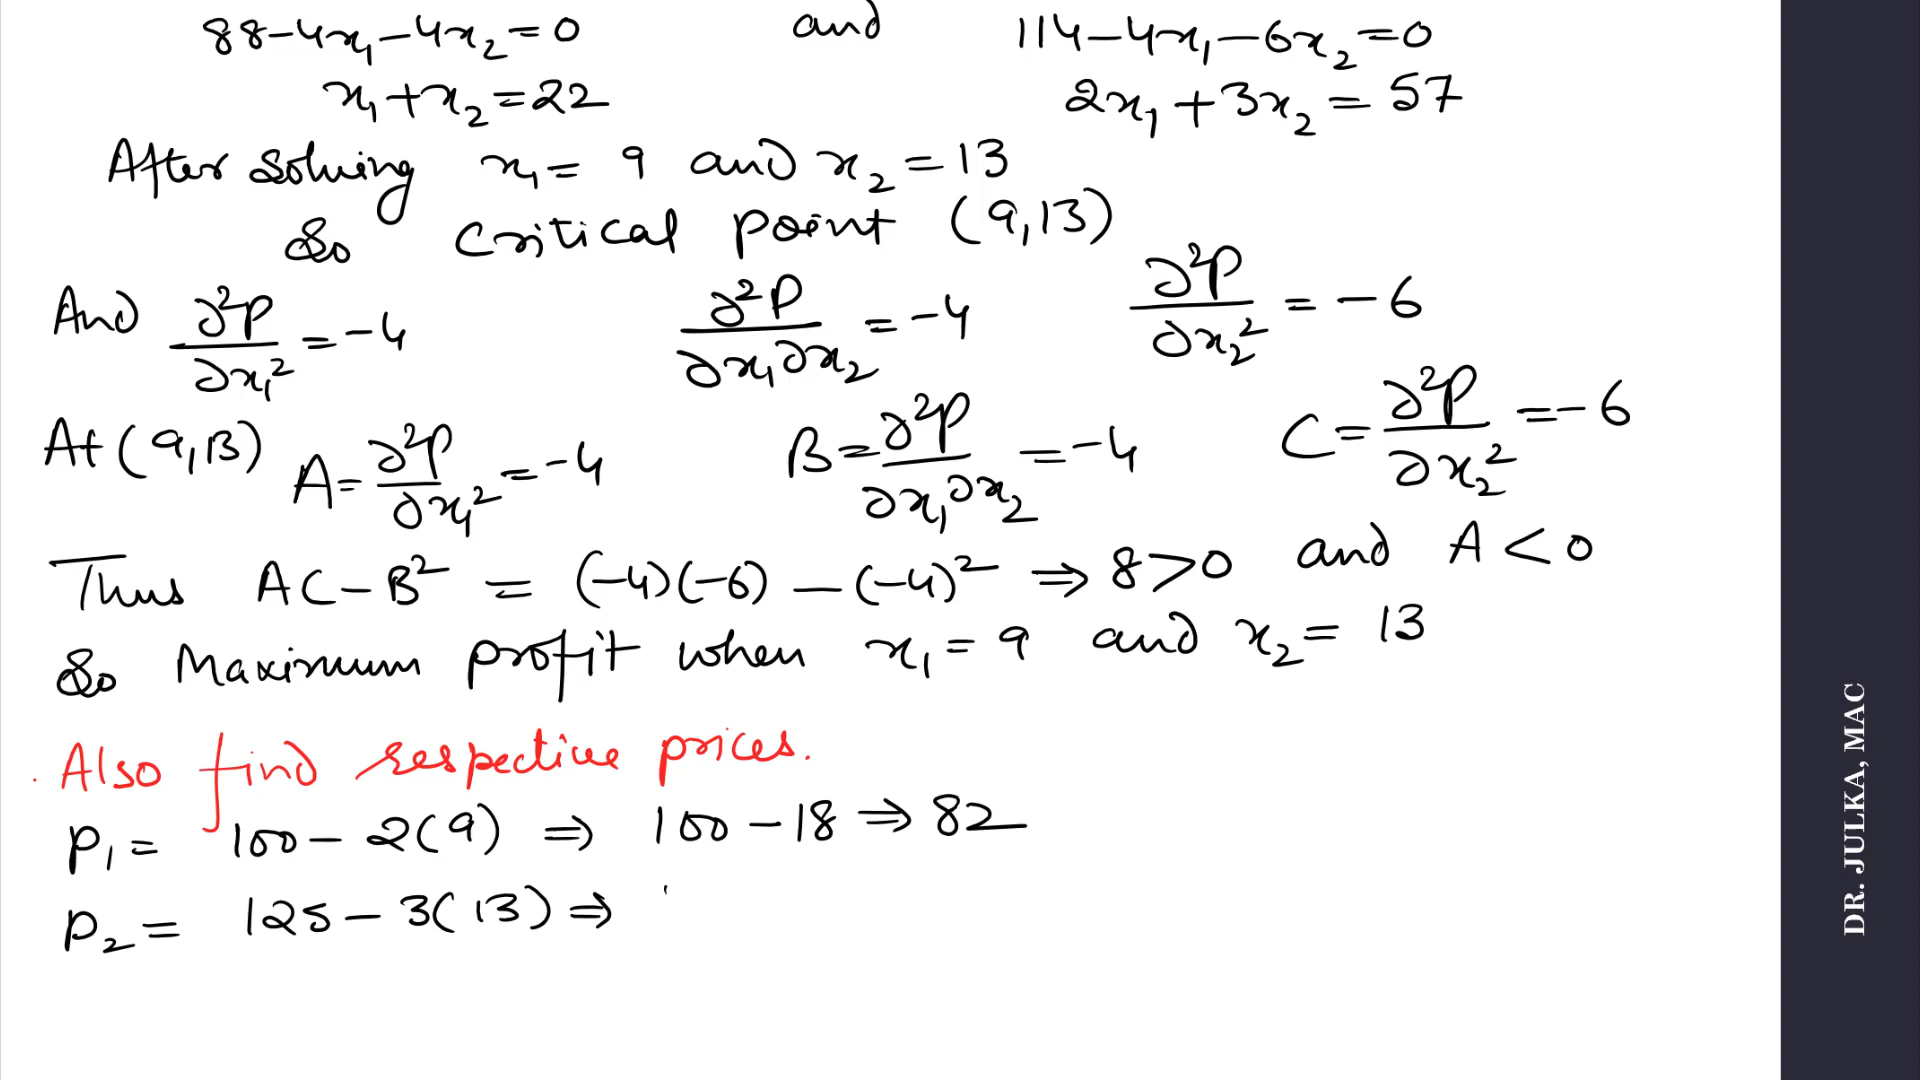 88-4x₁-4x₂=0 and 114-4x₁-6x₂=0
x₁+x₂=22 2x₁+3x₂=57
After solving x₁= 9 and x₂=13
So critical point (9,13)
And ∂²P/∂x₁² = -4 ∂²P/∂x₁∂x₂ = -4 ∂²P/∂x₂² = -6
At (9,13) A= ∂²P/∂x₁² = -4 B= ∂²P/∂x₁∂x₂ = -4 C= ∂²P/∂x₂² = -6
Thus AC-B² = (-4)(-6) - (-4)² ⇒ 8>0 and A<0
So Maximum profit when x₁=9 and x₂= 13
Also find respective prices.
P₁= 100-2(9) ⇒ 100-18 ⇒ 82
P₂= 125-3(13) ⇒
DR. JULKA, MAC